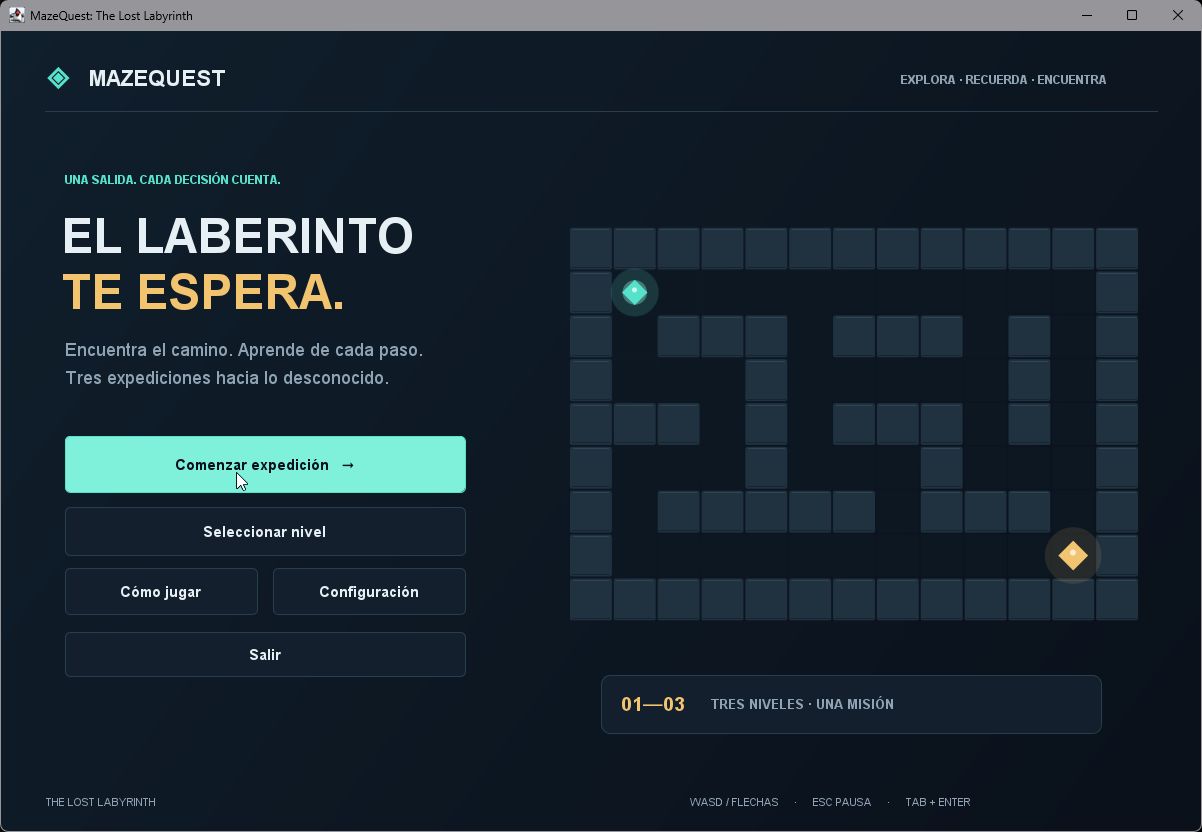 MazeQuest: The Lost Labyrinth
MAZEQUEST
EXPLORA · RECUERDA · ENCUENTRA
UNA SALIDA. CADA DECISIÓN CUENTA.
EL LABERINTO
TE ESPERA.
Encuentra el camino. Aprende de cada paso.
Tres expediciones hacia lo desconocido.
Comenzar expedición →
Seleccionar nivel
Cómo jugar
Configuración
Salir
01—03 TRES NIVELES · UNA MISIÓN
THE LOST LABYRINTH
WASD / FLECHAS · ESC PAUSA · TAB + ENTER